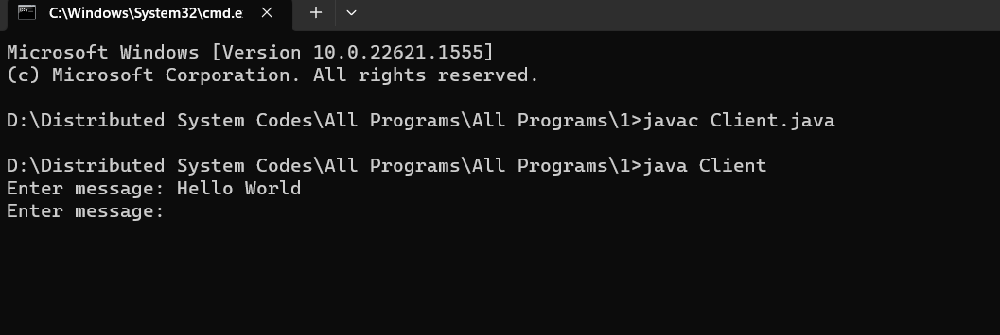 C:\Windows\System32\cmd.e
Microsoft Windows [Version 10.0.22621.1555]
(c) Microsoft Corporation. All rights reserved.
D:\Distributed System Codes\All Programs\All Programs\1>javac Client.java
D:\Distributed System Codes\All Programs\All Programs\1>java Client
Enter message: Hello World
Enter message: